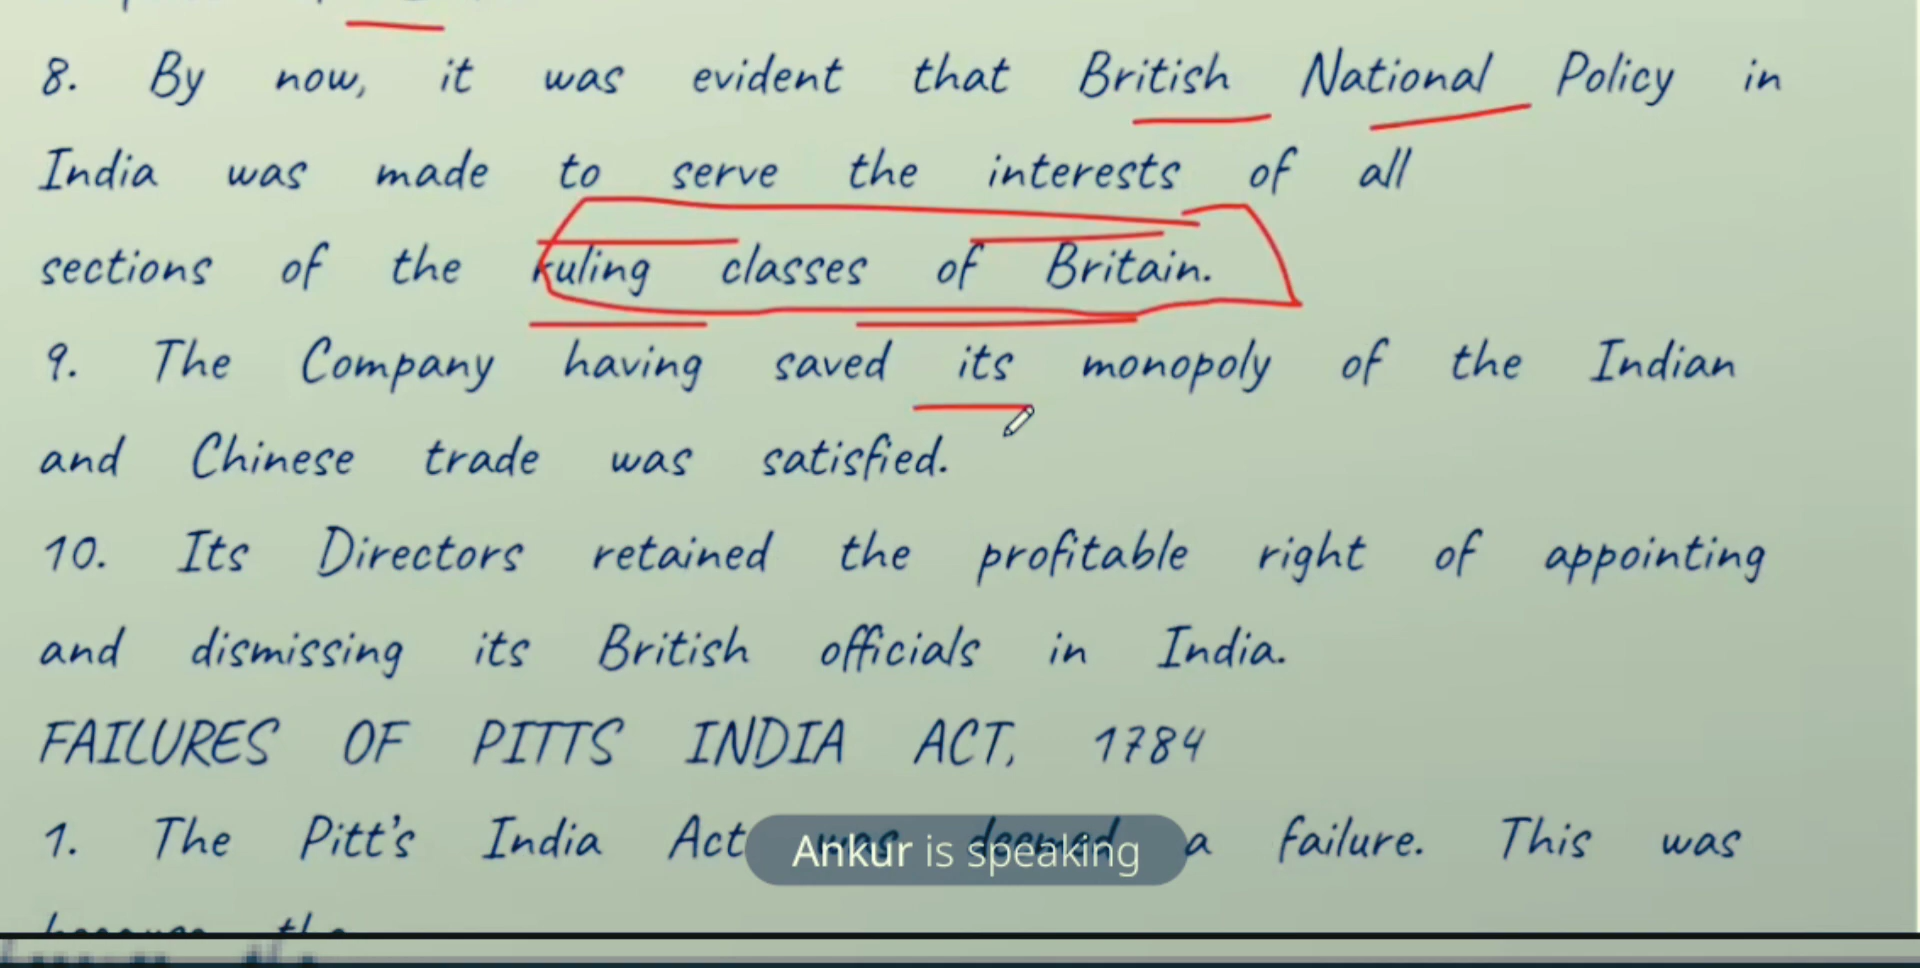 8. By now, it was evident that British National Policy in
India was made to serve the interests of all
sections of the ruling classes of Britain.
9. The Company having saved its monopoly of the Indian
and Chinese trade was satisfied.
10. Its Directors retained the profitable right of appointing
and dismissing its British officials in India.
FAILURES OF PITTS INDIA ACT, 1784
1. The Pitt's India Act was deemed a failure. This was
Ankur is speaking